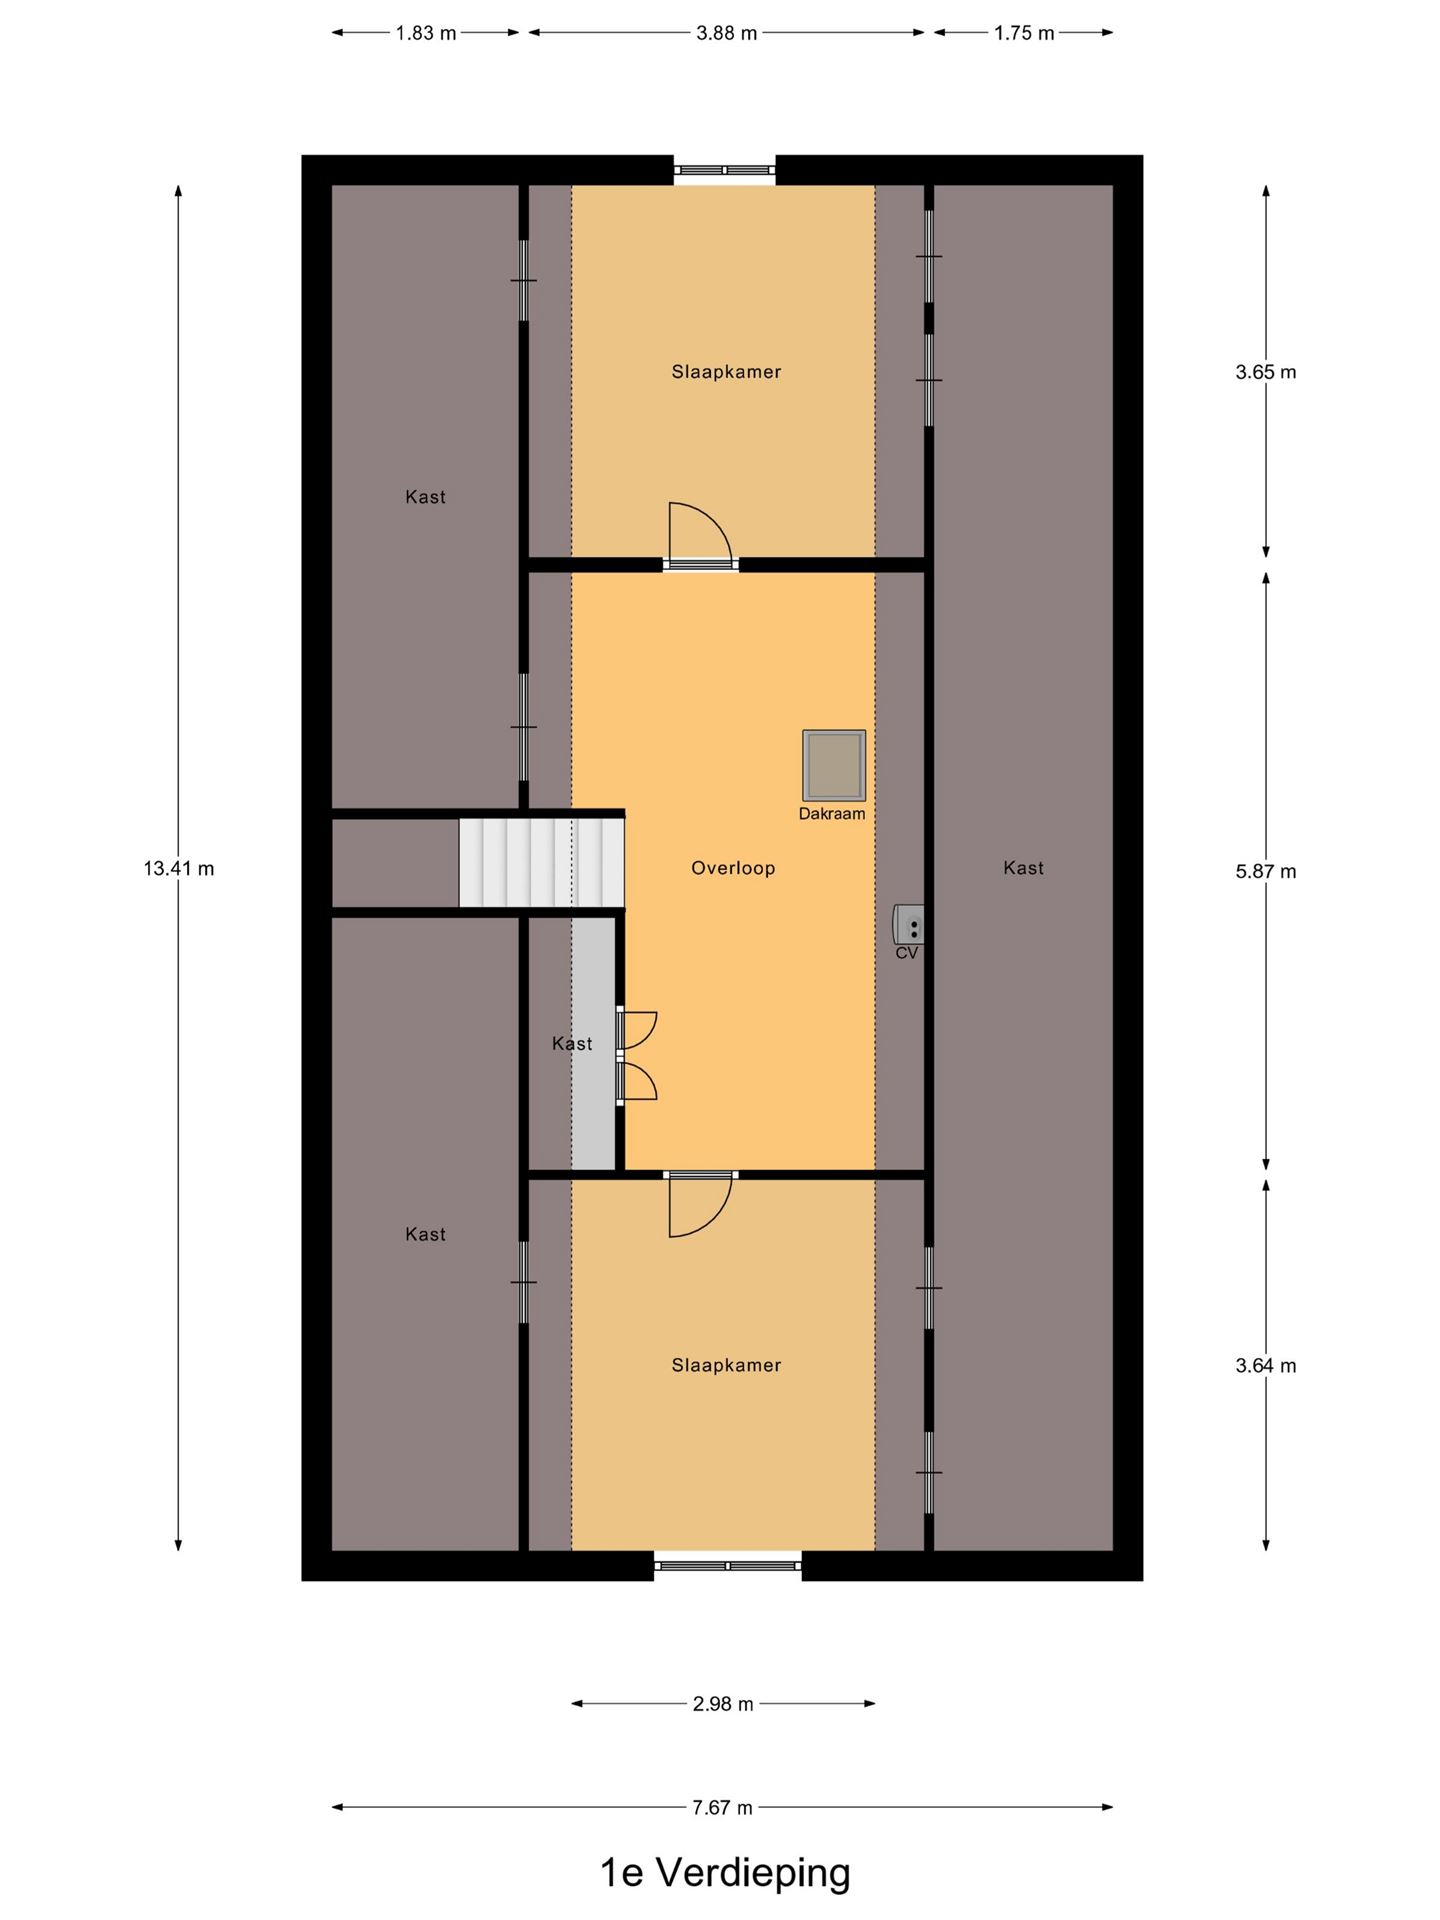 1.83 m 3.88 m 1.75 m
Slaapkamer
3.65 m
Kast
Dakraam
13.41 m
Overloop
Kast
5.87 m
CV
Kast
Kast
Slaapkamer
3.64 m
2.98 m
7.67 m
1e Verdieping